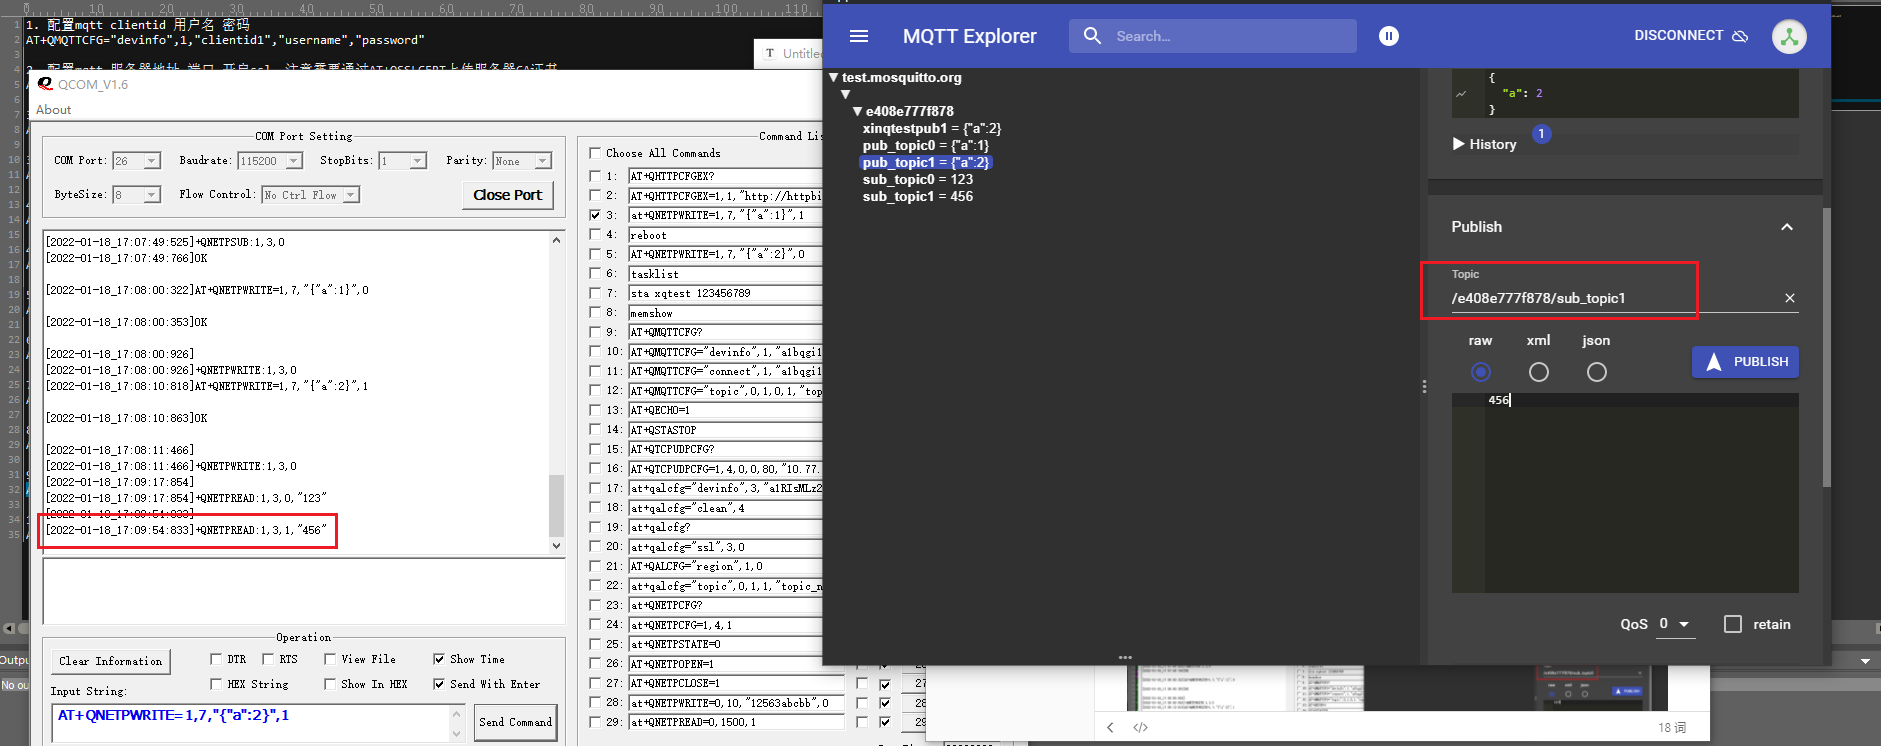 1. 配置mqtt clientid 用户名 密码
AT+QMQTTCFG="devinfo",1,"clientid1","username","password"
QCOM_V1.6
About
COM Port Setting
COM Port: 26 Baudrate: 115200 StopBits: 1 Parity: None
ByteSize: 8 Flow Control: No Ctrl Flow Close Port
[2022-01-18_17:07:49:525]+QNETPSUB:1,3,0
[2022-01-18_17:07:49:766]OK
[2022-01-18_17:08:00:322]AT+QNETPWRITE=1,7,"{"a":1}",0
[2022-01-18_17:08:00:353]OK
[2022-01-18_17:08:00:926]
[2022-01-18_17:08:00:926]+QNETPWRITE:1,3,0
[2022-01-18_17:08:10:818]AT+QNETPWRITE=1,7,"{"a":2}",1
[2022-01-18_17:08:10:863]OK
[2022-01-18_17:08:11:466]
[2022-01-18_17:08:11:466]+QNETPWRITE:1,3,0
[2022-01-18_17:09:17:854]
[2022-01-18_17:09:17:854]+QNETPREAD:1,3,0,"123"
[2022-01-18_17:09:54:833]
[2022-01-18_17:09:54:833]+QNETPREAD:1,3,1,"456"
Operation
Clear Information DTR RTS View File Show Time
HEX String Show In HEX Send With Enter
Input String:
AT+QNETPWRITE=1,7,"{"a":2}",1
Send Command
Command Lis
Choose All Commands
1: AT+QHTTPCFGEX?
2: AT+QHTTPCFGEX=1,1,"http://httpbi
3: at+QNETPWRITE=1,7,"{"a":1}",1
4: reboot
5: AT+QNETPWRITE=1,7,"{"a":2}",0
6: tasklist
7: sta xqtest 123456789
8: memshow
9: AT+QMQTTCFG?
10: AT+QMQTTCFG="devinfo",1,"a1bqgi1
11: AT+QMQTTCFG="connect",1,"a1bqgi1
12: AT+QMQTTCFG="topic",0,1,0,1,"top
13: AT+QECHO=1
14: AT+QSTASTOP
15: AT+QTCPUDPCFG?
16: AT+QTCPUDPCFG=1,4,0,0,80,"10.77.
17: at+qalcfg="devinfo",3,"a1RIsMLz2
18: at+qalcfg="clean",4
19: at+qalcfg?
20: at+qalcfg="ssl",3,0
21: AT+QALCFG="region",1,0
22: at+qalcfg="topic",0,1,1,"topic_n
23: at+QNETPCFG?
24: at+QNETPCFG=1,4,1
25: at+QNETPSTATE=0
26: AT+QNETPOPEN=1
27: AT+QNETPCLOSE=1
28: at+QNETPWRITE=0,10,"12563abcbb",0
29: at+QNETPREAD=0,1500,1
27
28
29
Untitled
MQTT Explorer
Search...
DISCONNECT
test.mosquitto.org
e408e777f878
xinqtestpub1 = {"a":2}
pub_topic0 = {"a":1}
pub_topic1 = {"a":2}
sub_topic0 = 123
sub_topic1 = 456
{
"a": 2
}
History 1
Publish
Topic
/e408e777f878/sub_topic1
raw xml json
PUBLISH
456
QoS 0 retain
18 词